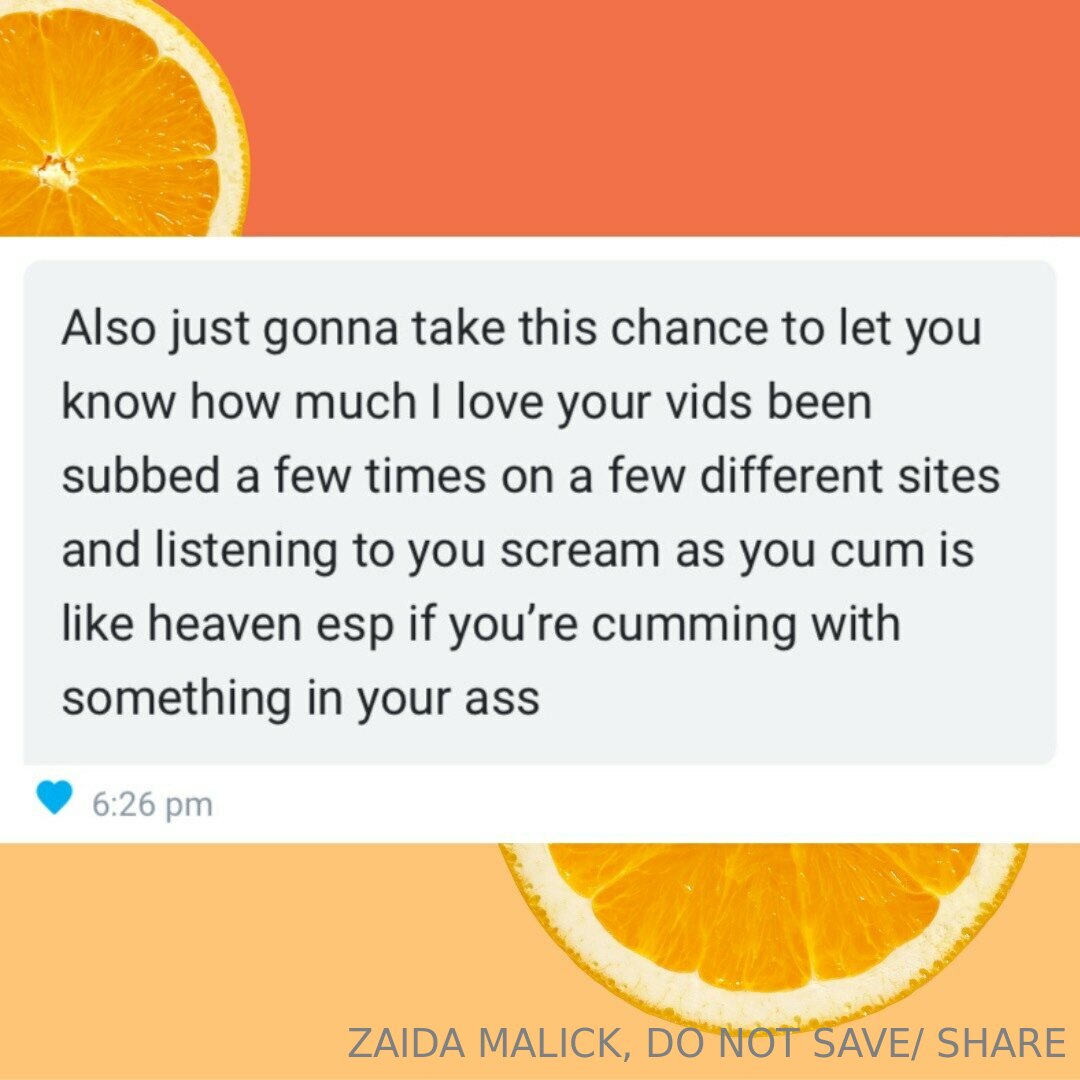 Also just gonna take this chance to let you
know how much I love your vids been
subbed a few times on a few different sites
and listening to you scream as you cum is
like heaven esp if you’re cumming with
something in your ass
6:26 pm
ZAIDA MALICK, DO NOT SAVE/ SHARE